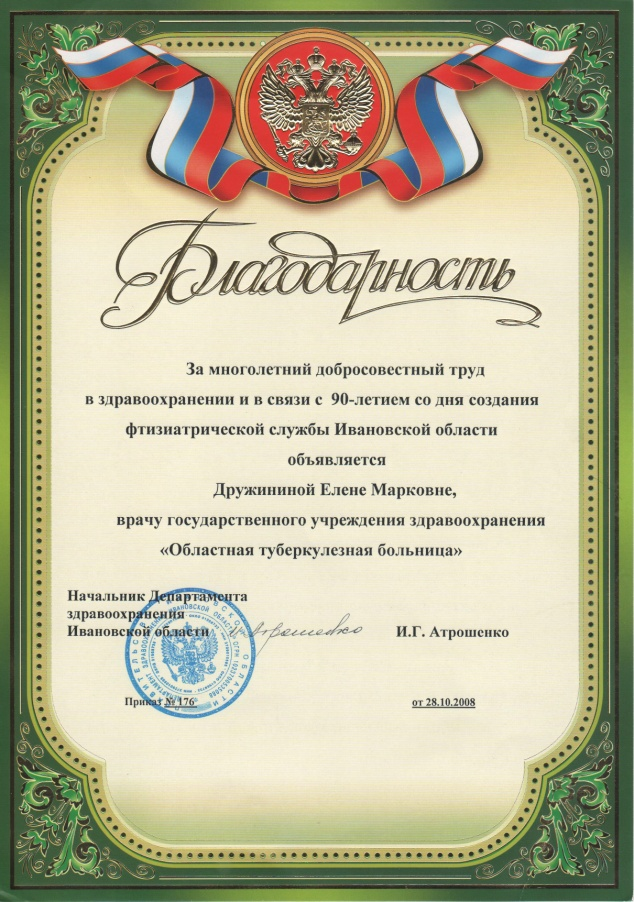 Благодарность
За многолетний добросовестный труд
в здравоохранении и в связи с 90-летием со дня создания
фтизиатрической службы Ивановской области
объявляется
Дружининой Елене Марковне,
врачу государственного учреждения здравоохранения
«Областная туберкулезная больница»
Начальник Департамента
здравоохранения
Ивановской области И.Г. Атрошенко
Приказ № 176 от 28.10.2008